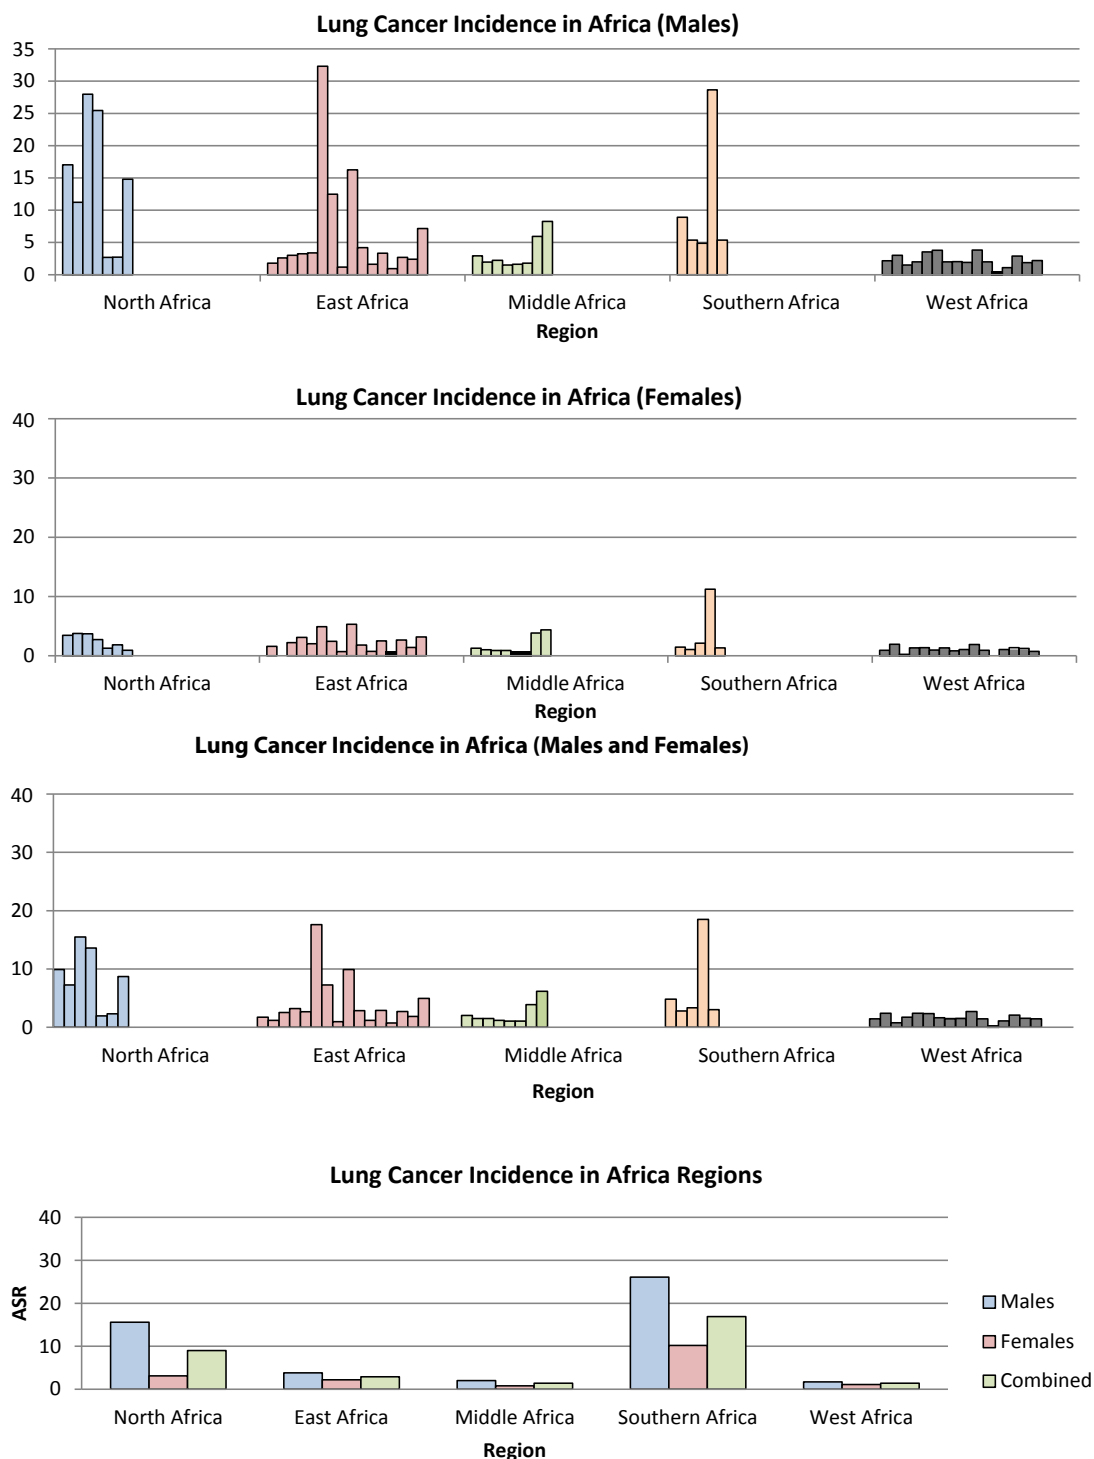 Lung Cancer Incidence in Africa (Males)
35
30
25
20
15
10
5
0
North Africa East Africa Middle Africa Southern Africa West Africa
Region
Lung Cancer Incidence in Africa (Females)
40
30
20
10
0
North Africa East Africa Middle Africa Southern Africa West Africa
Region
Lung Cancer Incidence in Africa (Males and Females)
40
30
20
10
0
North Africa East Africa Middle Africa Southern Africa West Africa
Region
Lung Cancer Incidence in Africa Regions
40
30
20
10
0
ASR
North Africa East Africa Middle Africa Southern Africa West Africa
Region
Males
Females
Combined